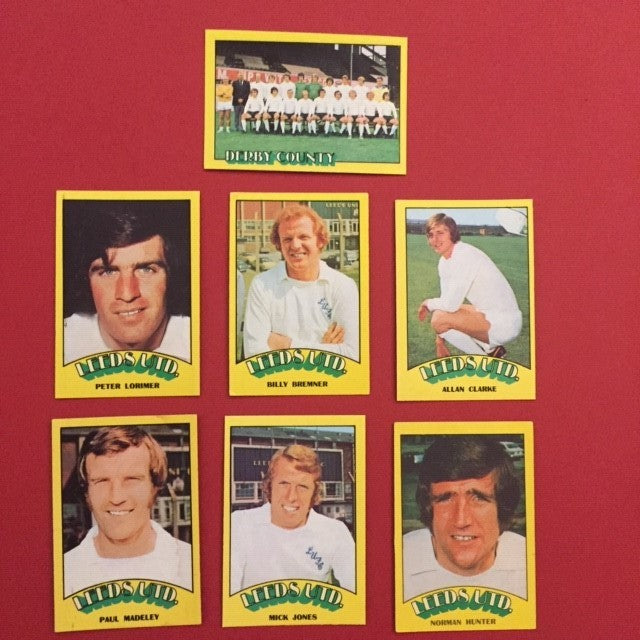 DERBY COUNTY
LEEDS UTD.
PETER LORIMER
LEEDS UTD.
BILLY BREMNER
LEEDS UTD.
ALLAN CLARKE
LEEDS UTD.
PAUL MADELEY
LEEDS UTD.
MICK JONES
LEEDS UTD.
NORMAN HUNTER